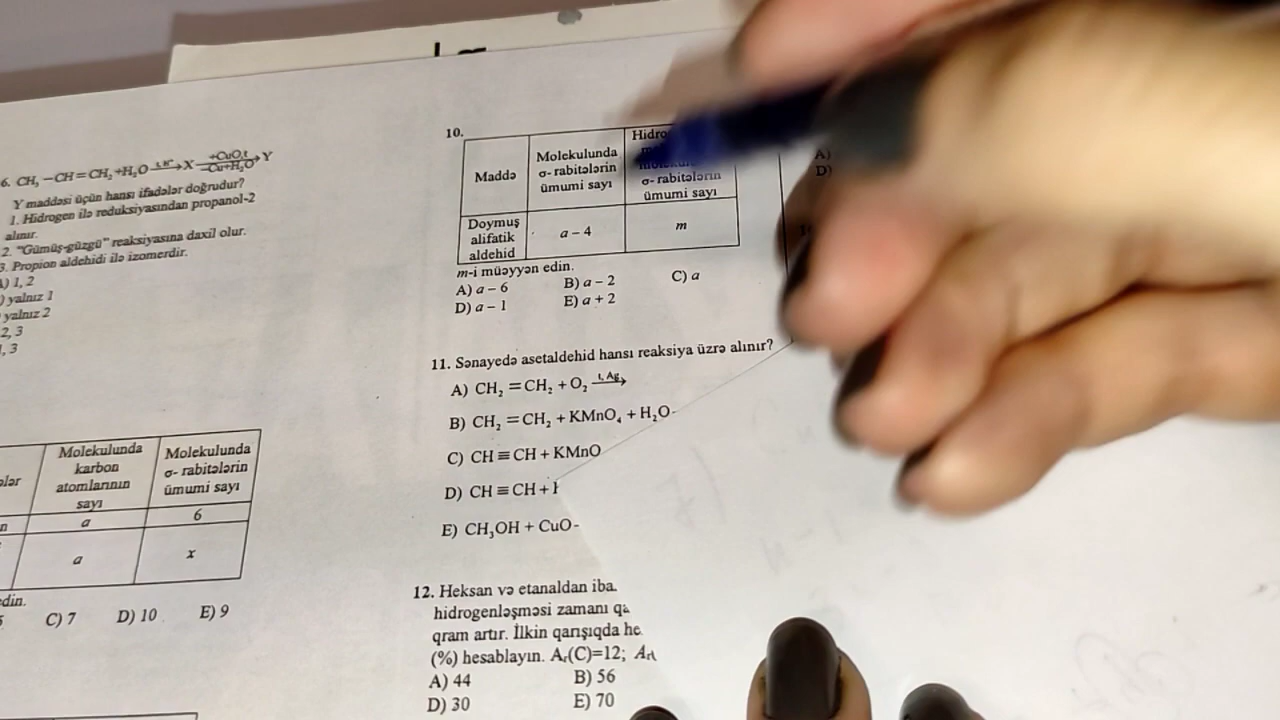 6. CH₃ –CH=CH₂ +H₂O →X →Y
+CuO,t
–Cu+H₂O
Y maddəsi üçün hansı ifadələr doğrudur?
1. Hidrogen ilə reduksiyasından propanol-2
alınır.
2. "Gümüş-güzgü" reaksiyasına daxil olur.
3. Propion aldehidi ilə izomerdir.
) 1, 2
) yalnız 1
yalnız 2
2, 3
, 3
Molekulunda
karbon
atomlarının
sayı
Molekulunda
σ- rabitələrin
ümumi sayı
a
6
a
x
C) 7 D) 10 E) 9
10.
Maddə
Molekulunda
σ- rabitələrin
ümumi sayı
σ- rabitələrin
ümumi sayı
Doymuş
alifatik
aldehid
a – 4
m
m-i müəyyən edin.
A) a – 6 B) a – 2 C) a
D) a – 1 E) a + 2
11. Sənayedə asetaldehid hansı reaksiya üzrə alınır?
A) CH₂ = CH₂ + O₂ t, Ag→
B) CH₂ = CH₂ + KMnO₄ + H₂O
C) CH ≡ CH + KMnO
D) CH ≡ CH +
E) CH₃OH + CuO
12. Heksan və etanaldan
hidrogenləşməsi zamanı
qram artır. İlkin qarışıqda
(%) hesablayın. Aᵣ(C)=12;
A) 44 B) 56
D) 30 E) 70
A)
D)